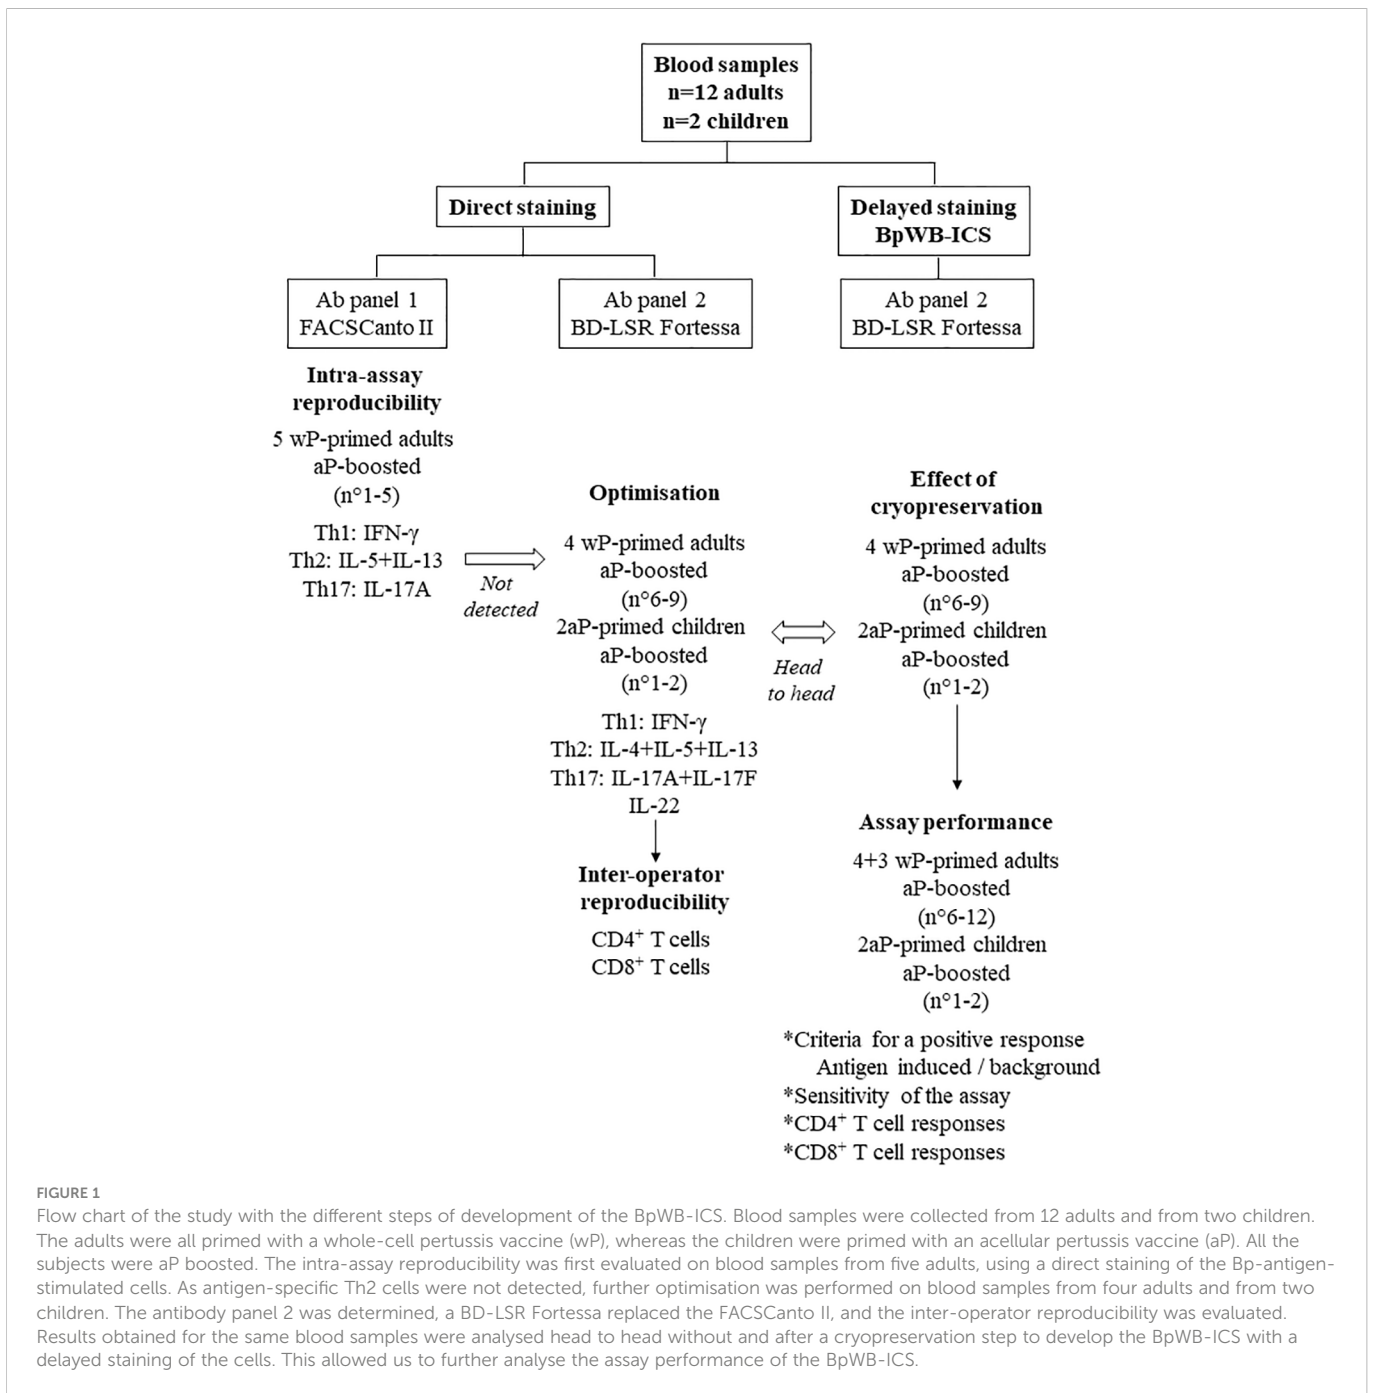 Blood samples
n=12 adults
n=2 children
Direct staining
Delayed staining
BpWB-ICS
Ab panel 1
FACSCanto II
Ab panel 2
BD-LSR Fortessa
Ab panel 2
BD-LSR Fortessa
Intra-assay
reproducibility
5 wP-primed adults
aP-boosted
(n°1-5)
Th1: IFN-γ
Th2: IL-5+IL-13
Th17: IL-17A
Not
detected
Optimisation
4 wP-primed adults
aP-boosted
(n°6-9)
2aP-primed children
aP-boosted
(n°1-2)
Th1: IFN-γ
Th2: IL-4+IL-5+IL-13
Th17: IL-17A+IL-17F
IL-22
Inter-operator
reproducibility
CD4⁺ T cells
CD8⁺ T cells
Head
to head
Effect of
cryopreservation
4 wP-primed adults
aP-boosted
(n°6-9)
2aP-primed children
aP-boosted
(n°1-2)
Assay performance
4+3 wP-primed adults
aP-boosted
(n°6-12)
2aP-primed children
aP-boosted
(n°1-2)
*Criteria for a positive response
Antigen induced / background
*Sensitivity of the assay
*CD4⁺ T cell responses
*CD8⁺ T cell responses
FIGURE 1
Flow chart of the study with the different steps of development of the BpWB-ICS. Blood samples were collected from 12 adults and from two children.
The adults were all primed with a whole-cell pertussis vaccine (wP), whereas the children were primed with an acellular pertussis vaccine (aP). All the
subjects were aP boosted. The intra-assay reproducibility was first evaluated on blood samples from five adults, using a direct staining of the Bp-antigen-
stimulated cells. As antigen-specific Th2 cells were not detected, further optimisation was performed on blood samples from four adults and from two
children. The antibody panel 2 was determined, a BD-LSR Fortessa replaced the FACSCanto II, and the inter-operator reproducibility was evaluated.
Results obtained for the same blood samples were analysed head to head without and after a cryopreservation step to develop the BpWB-ICS with a
delayed staining of the cells. This allowed us to further analyse the assay performance of the BpWB-ICS.